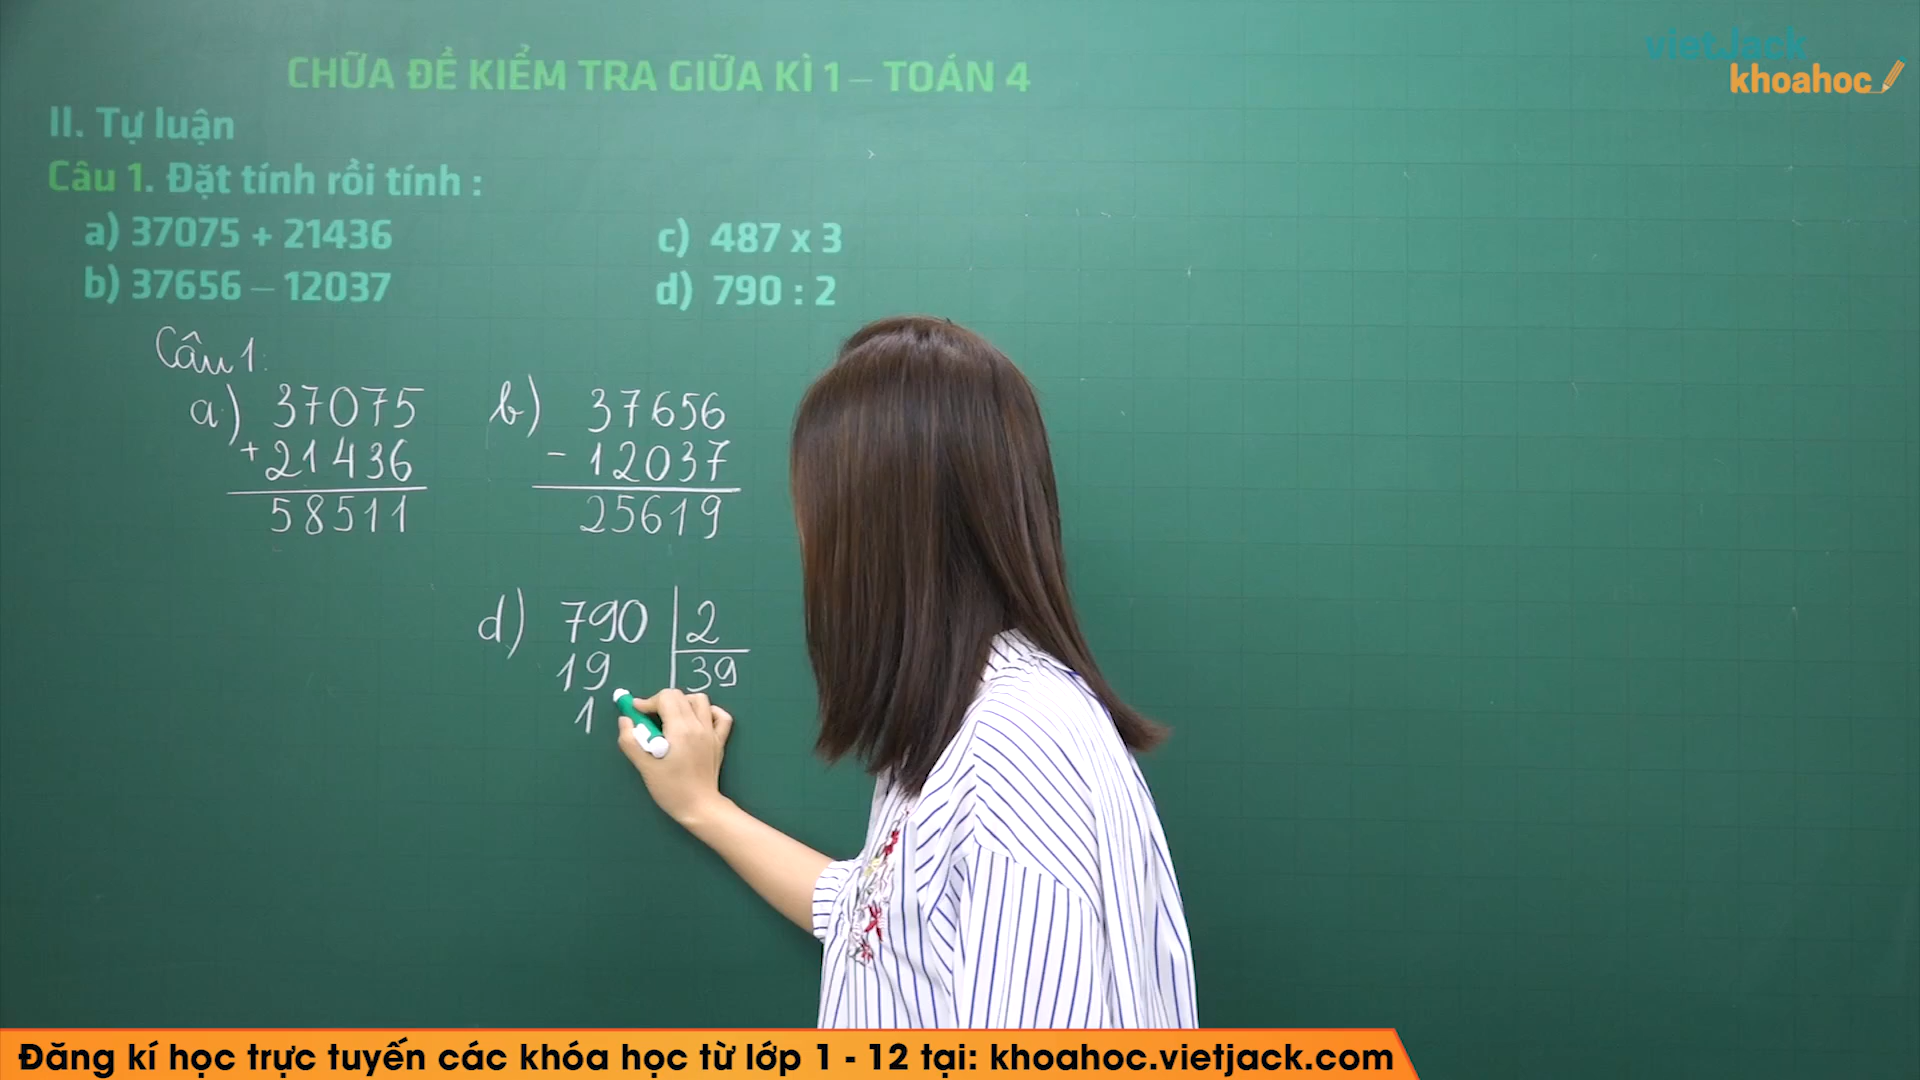 vietJack
khoahoc
CHỮA ĐỀ KIỂM TRA GIỮA KÌ 1 – TOÁN 4
II. Tự luận
Câu 1. Đặt tính rồi tính :
a) 37075 + 21436
c) 487 x 3
b) 37656 – 12037
d) 790 : 2
Câu 1:
a) 37075
+ 21436
58511
b) 37656
- 12037
25619
d) 790 2
19 39
1
Đăng kí học trực tuyến các khóa học từ lớp 1 - 12 tại: khoahoc.vietjack.com